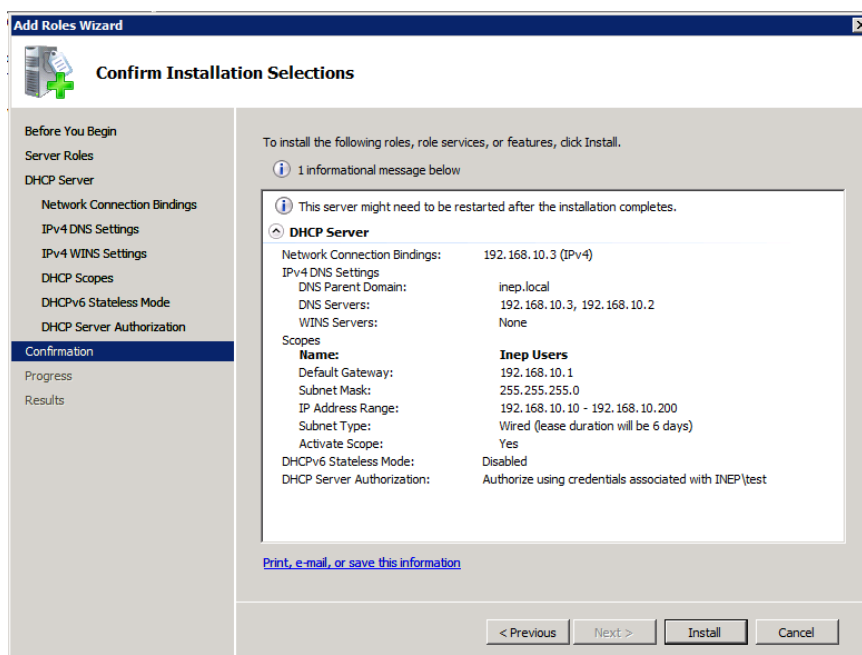 Add Roles Wizard
Confirm Installation Selections
Before You Begin
Server Roles
DHCP Server
Network Connection Bindings
IPv4 DNS Settings
IPv4 WINS Settings
DHCP Scopes
DHCPv6 Stateless Mode
DHCP Server Authorization
Confirmation
Progress
Results
To install the following roles, role services, or features, click Install.
1 informational message below
This server might need to be restarted after the installation completes.
DHCP Server
Network Connection Bindings: 192.168.10.3 (IPv4)
IPv4 DNS Settings
DNS Parent Domain: inep.local
DNS Servers: 192.168.10.3, 192.168.10.2
WINS Servers: None
Scopes
Name: Inep Users
Default Gateway: 192.168.10.1
Subnet Mask: 255.255.255.0
IP Address Range: 192.168.10.10 - 192.168.10.200
Subnet Type: Wired (lease duration will be 6 days)
Activate Scope: Yes
DHCPv6 Stateless Mode: Disabled
DHCP Server Authorization: Authorize using credentials associated with INEP\test
Print, e-mail, or save this information
< Previous
Next >
Install
Cancel